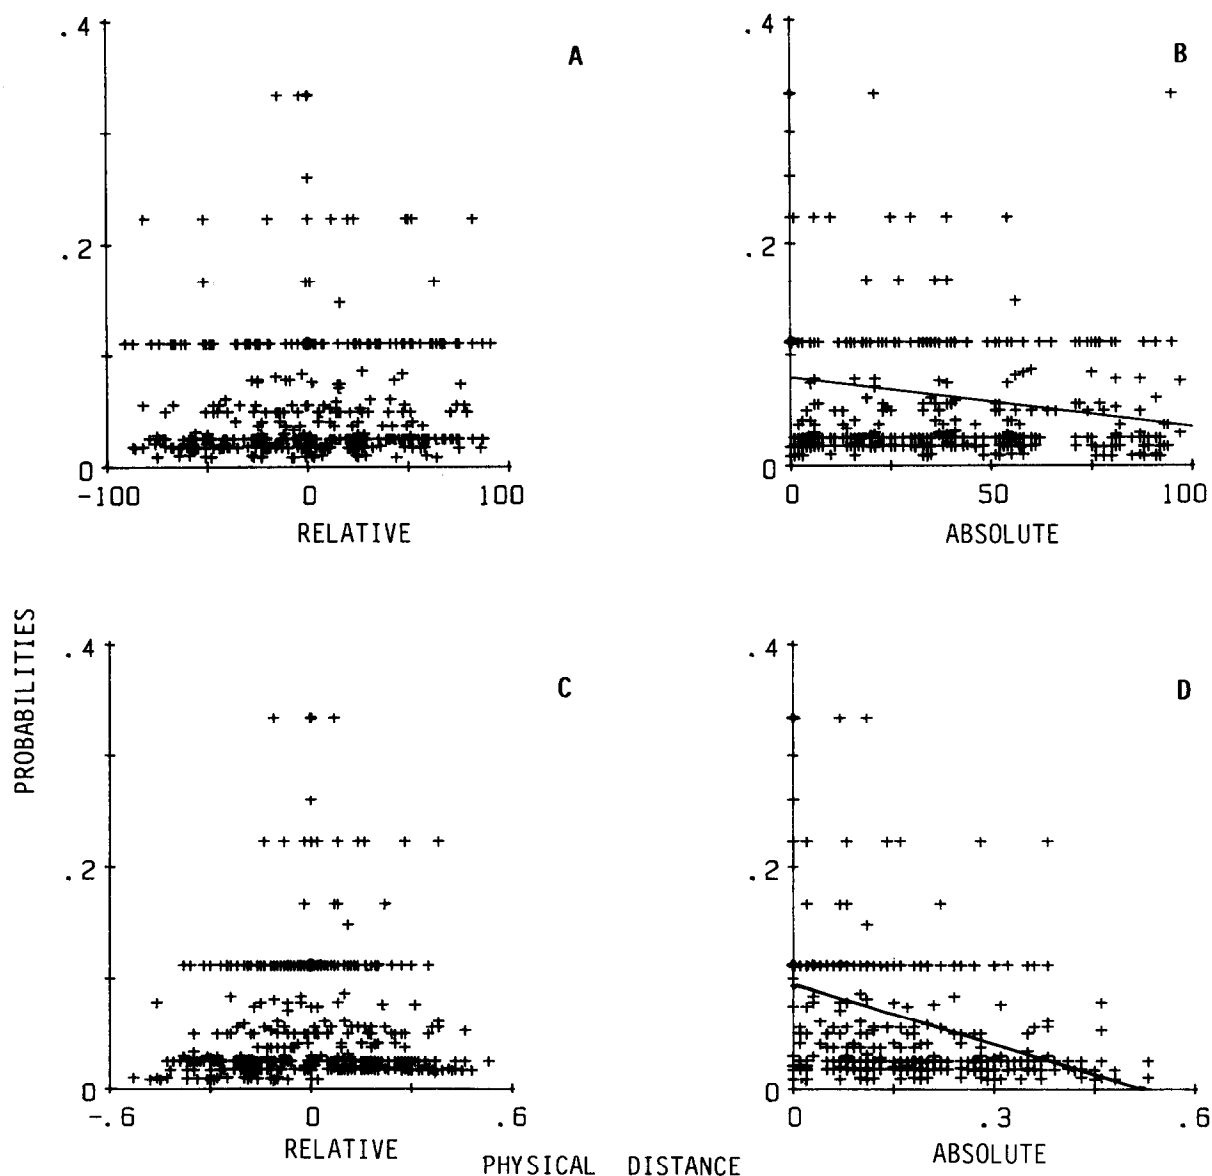 .4
A
.2
0
-100 0 100
RELATIVE
.4
B
.2
0
0 50 100
ABSOLUTE
PROBABILITIES
.4
C
.2
0
-.6 0 .6
RELATIVE
.4
D
.2
0
0 .3 .6
ABSOLUTE
PHYSICAL DISTANCE